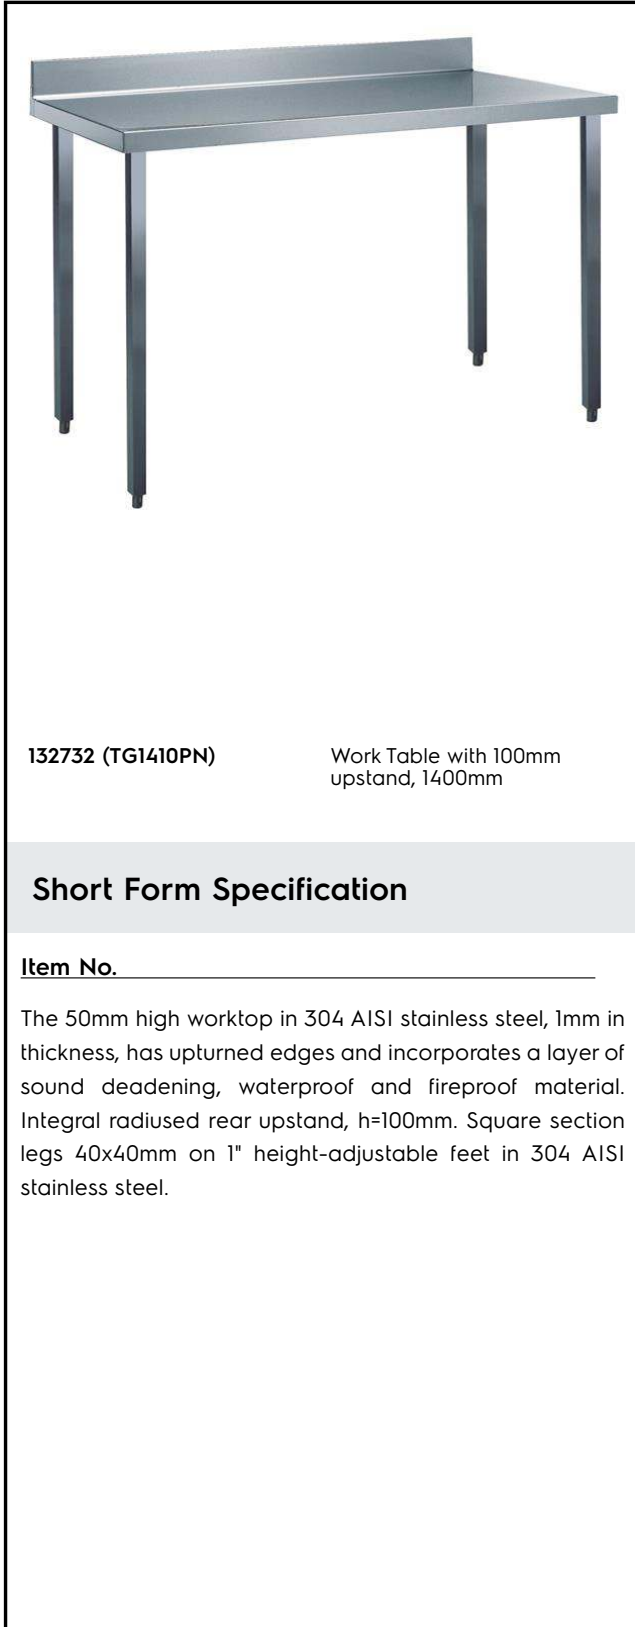 132732 (TG1410PN)
Work Table with 100mm
upstand, 1400mm
Short Form Specification
Item No.
The 50mm high worktop in 304 AISI stainless steel, 1mm in
thickness, has upturned edges and incorporates a layer of
sound deadening, waterproof and fireproof material.
Integral radiused rear upstand, h=100mm. Square section
legs 40x40mm on 1" height-adjustable feet in 304 AISI
stainless steel.